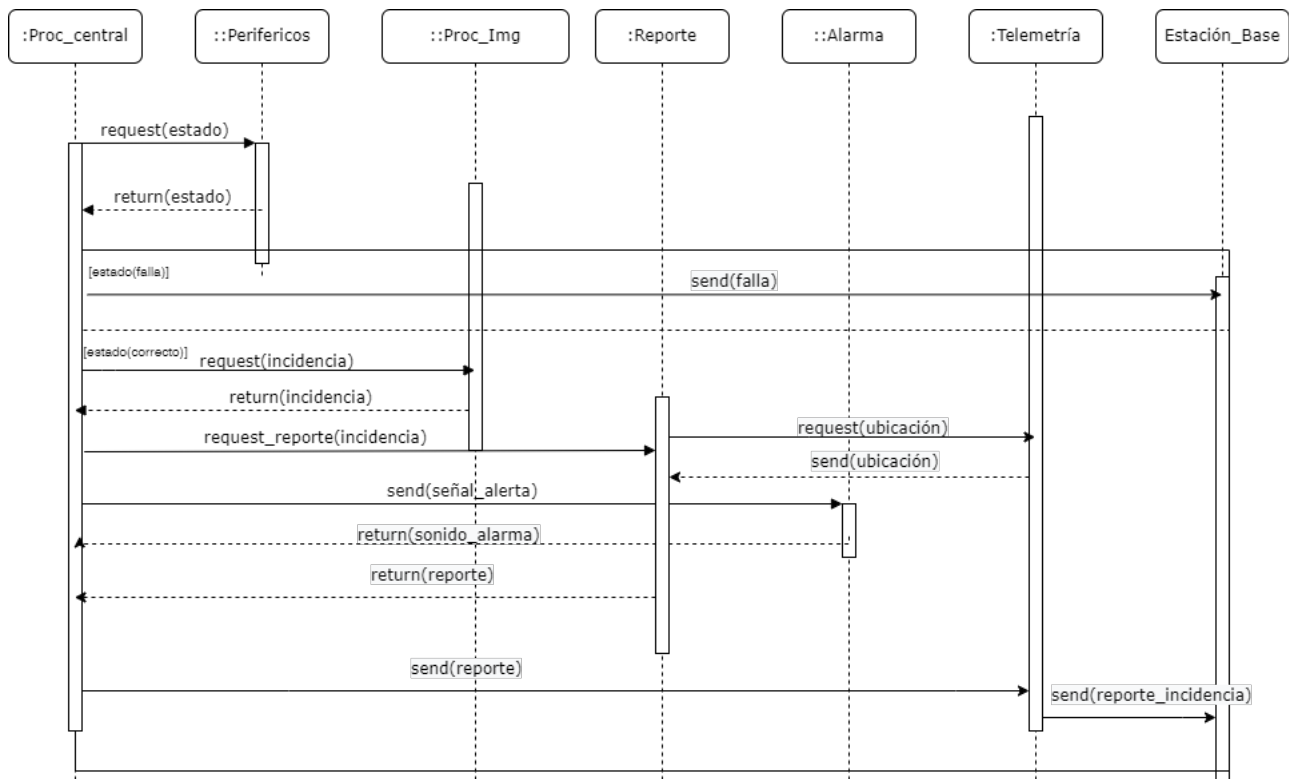 :Proc_central
::Perifericos
::Proc_Img
:Reporte
::Alarma
:Telemetría
Estación_Base
request(estado)
return(estado)
[estado(falla)]
send(falla)
[estado(correcto)]
request(incidencia)
return(incidencia)
request(ubicación)
request_reporte(incidencia)
send(ubicación)
send(señal_alerta)
return(sonido_alarma)
return(reporte)
send(reporte)
send(reporte_incidencia)